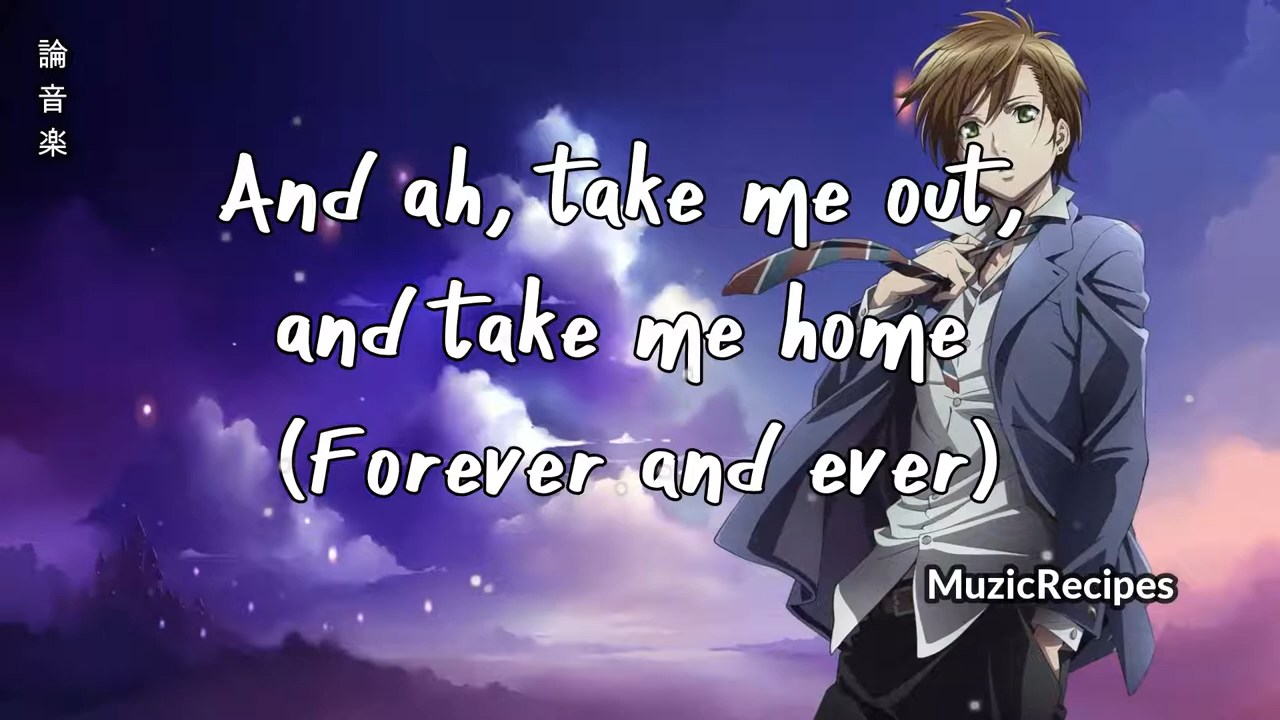 論音楽
And ah, take me out,
and take me home
(Forever and ever)
MuzicRecipes